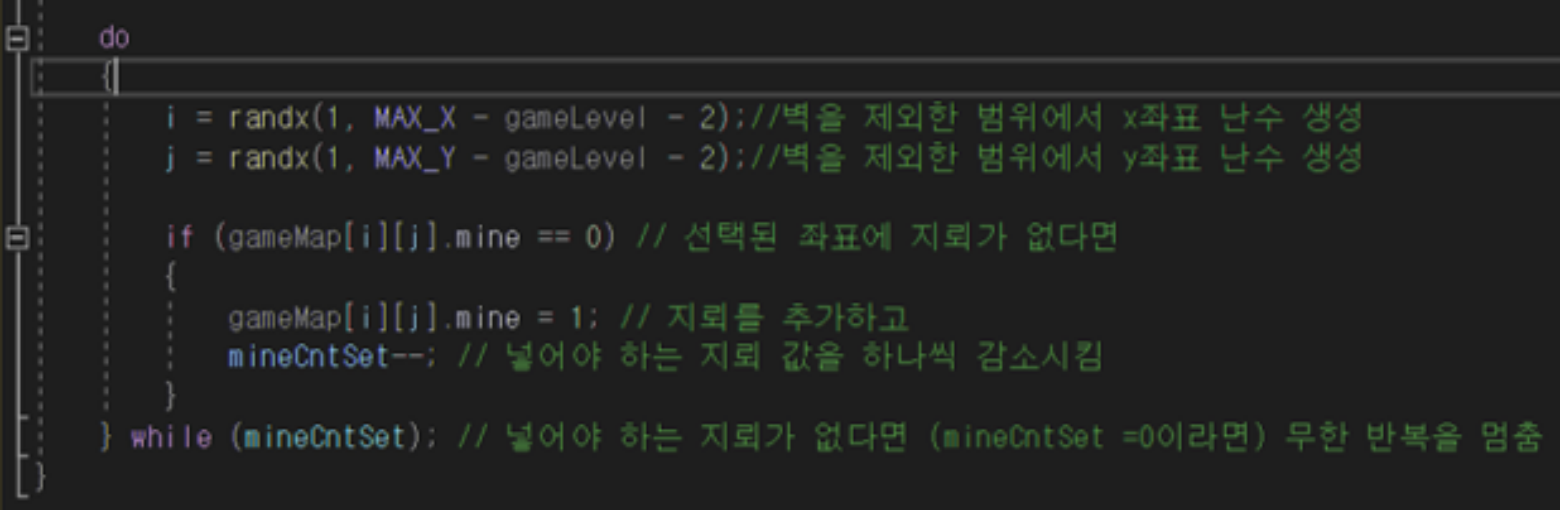 do
{
i = randx(1, MAX_X - gameLevel - 2);//벽을 제외한 범위에서 x좌표 난수 생성
j = randx(1, MAX_Y - gameLevel - 2);//벽을 제외한 범위에서 y좌표 난수 생성
if (gameMap[i][j].mine == 0) // 선택된 좌표에 지뢰가 없다면
{
gameMap[i][j].mine = 1; // 지뢰를 추가하고
mineCntSet--; // 넣어야 하는 지뢰 값을 하나씩 감소시킴
}
} while (mineCntSet); // 넣어야 하는 지뢰가 없다면 (mineCntSet =0이라면) 무한 반복을 멈춤
}